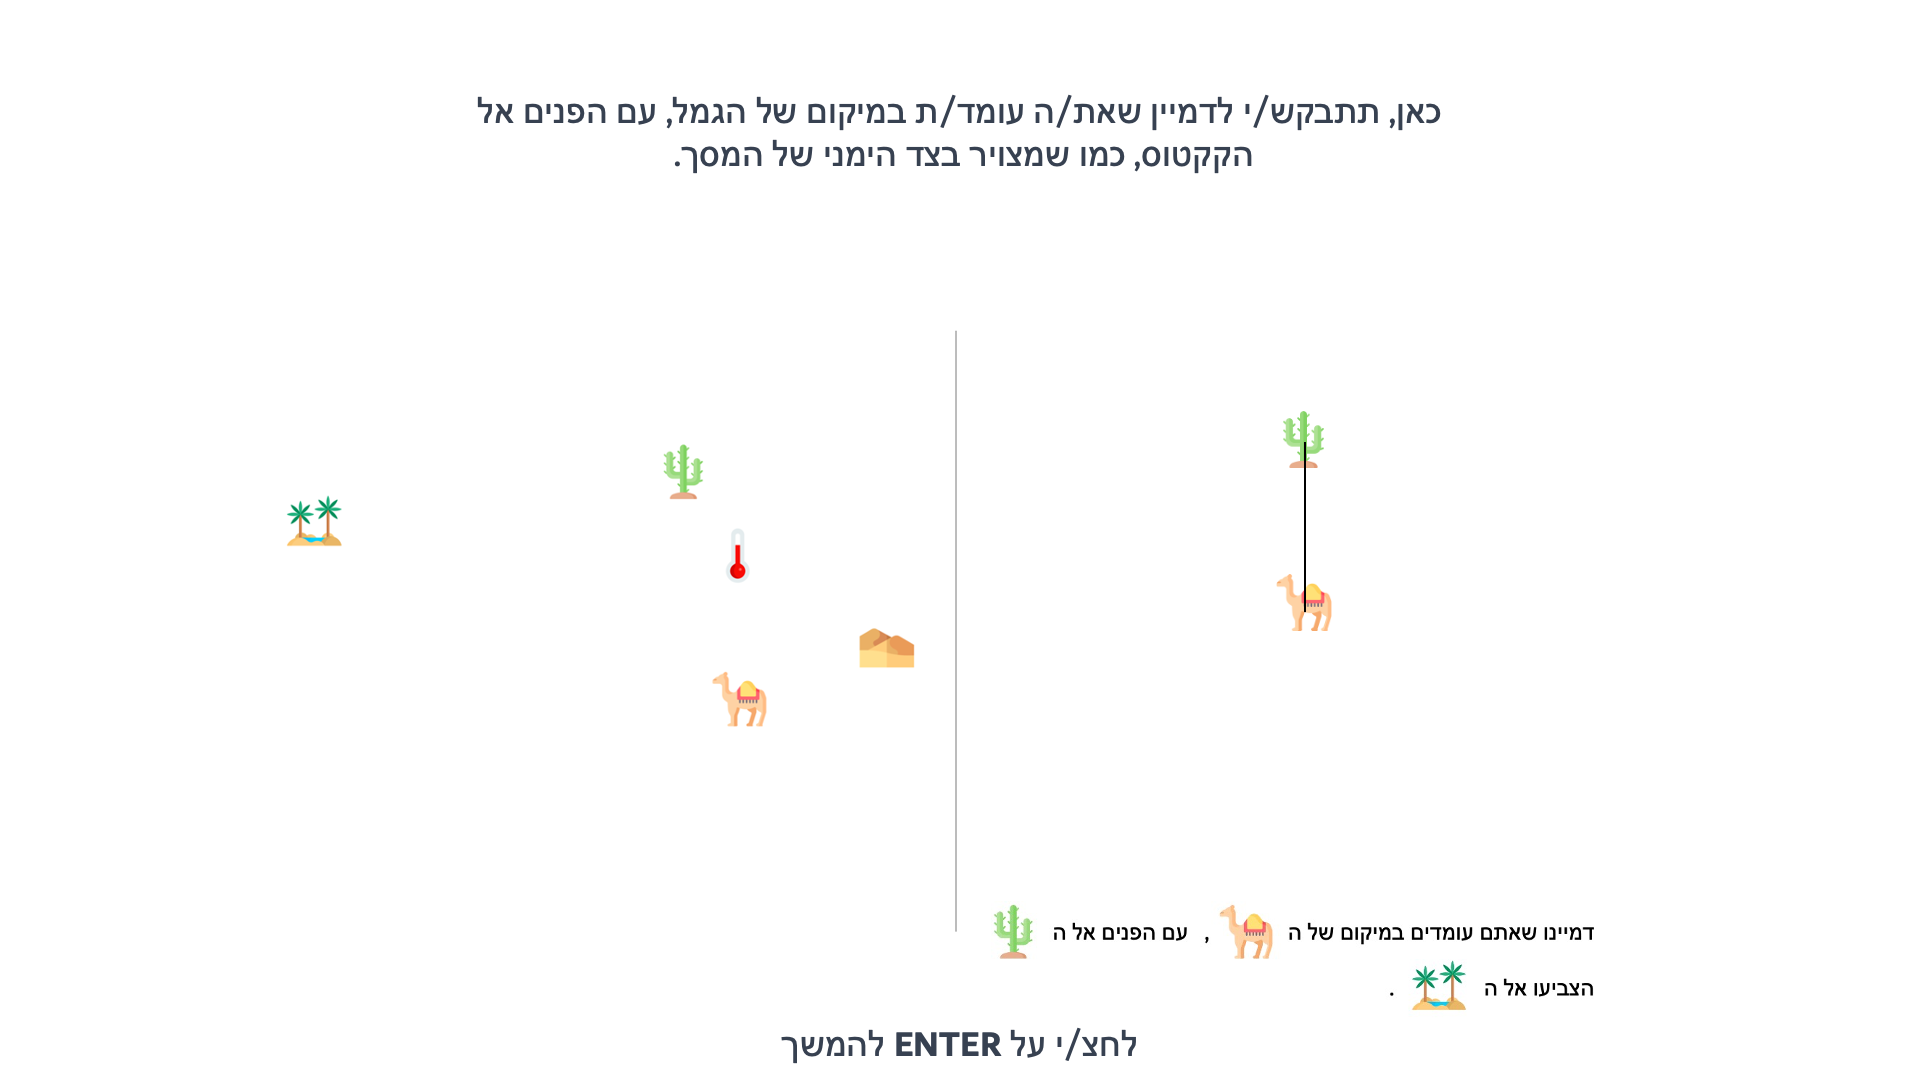 כאן, תתבקש/י לדמיין שאת/ה עומד/ת במיקום של הגמל, עם הפנים אל
הקקטוס, כמו שמצויר בצד הימני של המסך.
דמיינו שאתם עומדים במיקום של ה , עם הפנים אל ה
הצביעו אל ה .
לחצ/י על ENTER להמשך